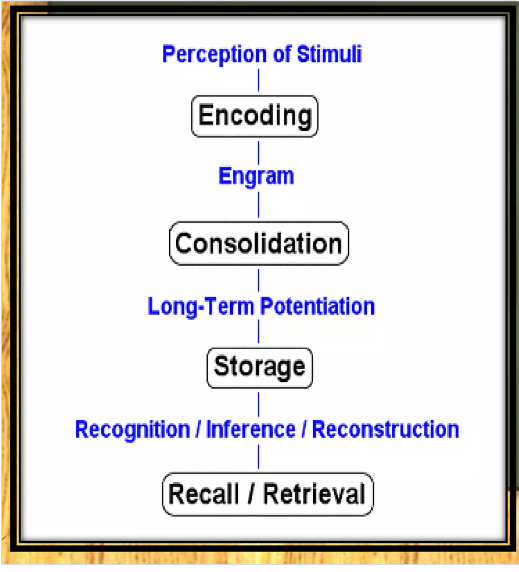 Perception of Stimuli
Encoding
Engram
Consolidation
Long-Term Potentiation
Storage
Recognition / Inference / Reconstruction
Recall / Retrieval